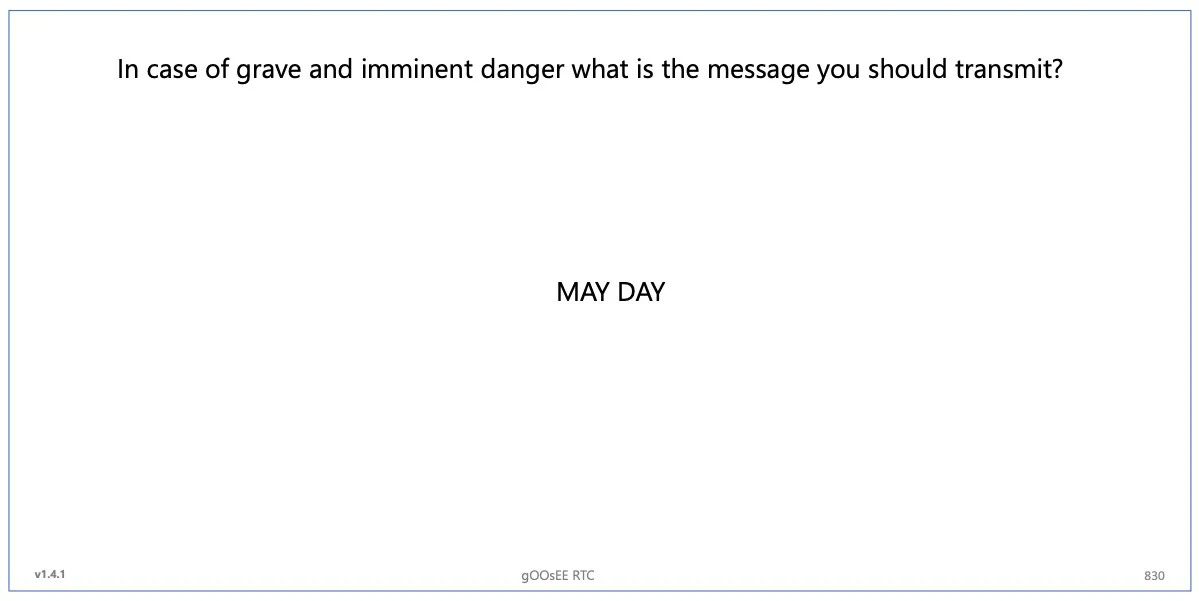 In case of grave and imminent danger what is the message you should transmit?
MAY DAY
v1.4.1
gOOsEE RTC
830